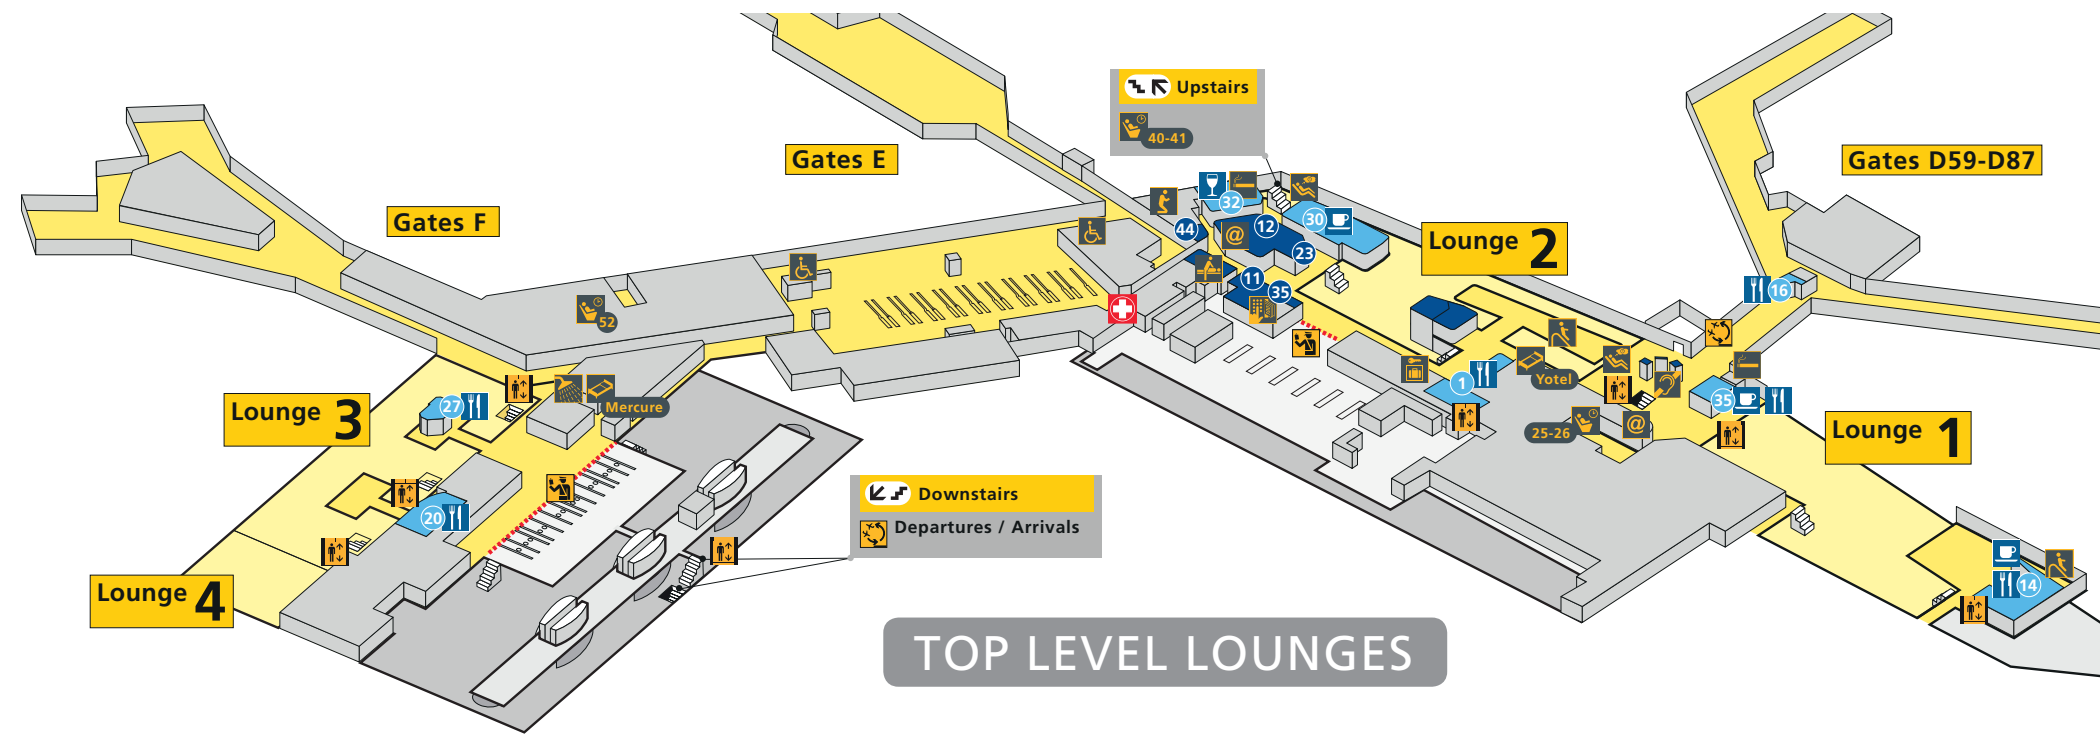 Upstairs
40-41
Gates E
Gates D59-D87
Gates F
32
30
44
12
@
23
Lounge 2
11
35
16
52
1
Yotel
35
Lounge 3
27
Mercure
25-26
@
Lounge 1
20
Downstairs
Departures / Arrivals
Lounge 4
14
TOP LEVEL LOUNGES